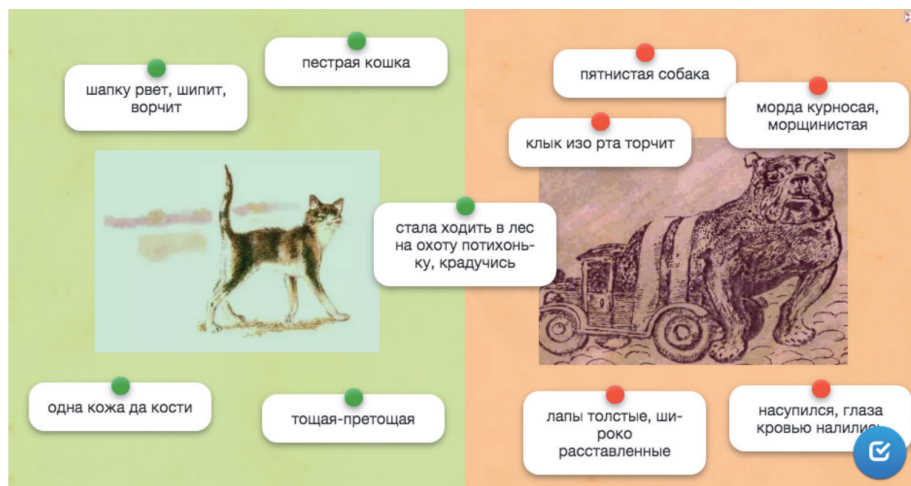 пестрая кошка
шапку рвет, шипит,
ворчит
пятнистая собака
морда курносая,
морщинистая
клык изо рта торчит
стала ходить в лес
на охоту потихонь-
ку, крадучись
одна кожа да кости
тощая-претощая
лапы толстые, ши-
роко
расставленные
насупился, глаза
кровью налились